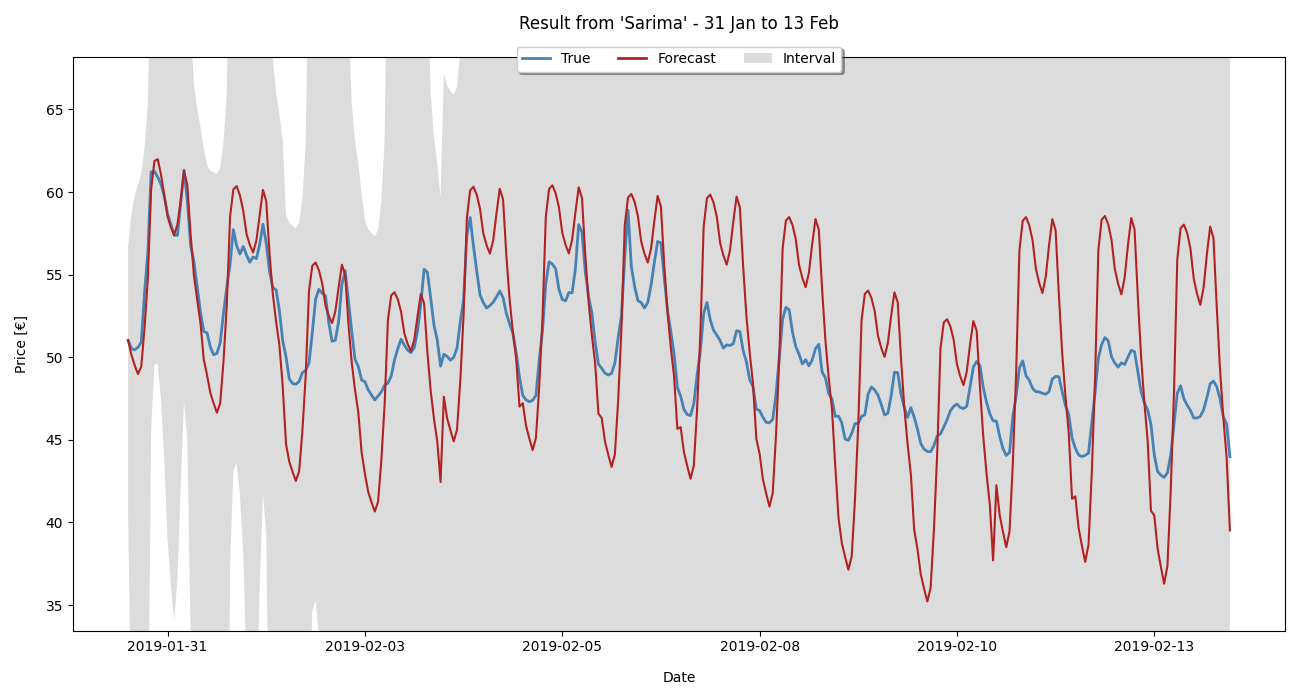 Result from 'Sarima' - 31 Jan to 13 Feb
True Forecast Interval
65
60
55
50
45
40
35
Price [€]
2019-01-31 2019-02-03 2019-02-05 2019-02-08 2019-02-10 2019-02-13
Date